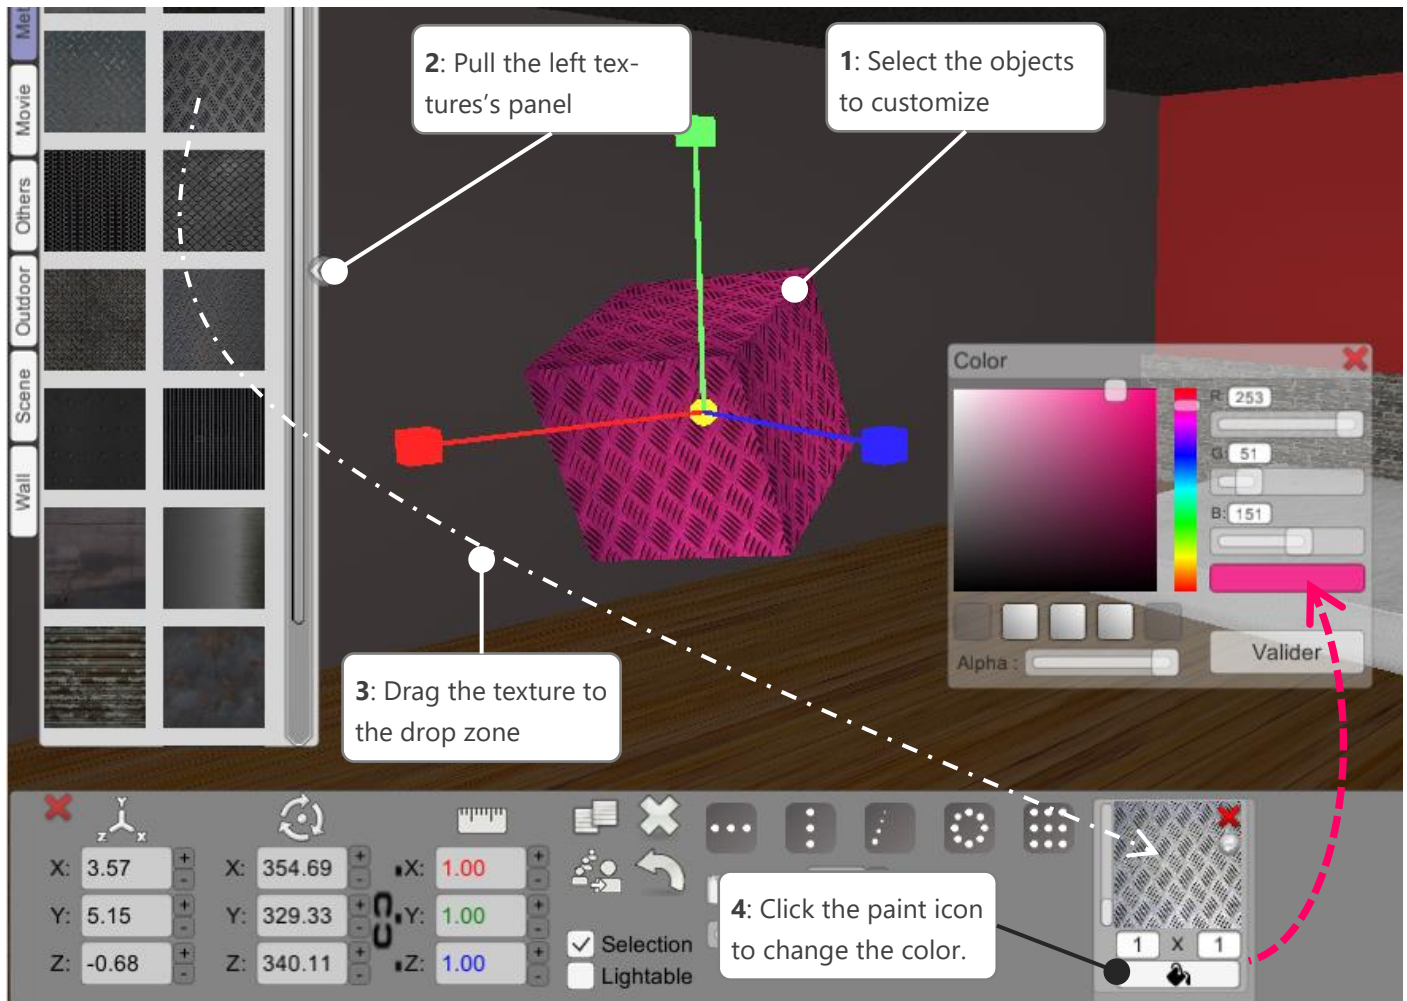 Met
Movie
Others
Outdoor
Scene
Wall
2: Pull the left tex-
tures's panel
1: Select the objects
to customize
3: Drag the texture to
the drop zone
Color
R: 253
G: 51
B: 151
Alpha :
Valider
Y
Z X
X: 3.57 + -
Y: 5.15 + -
Z: -0.68 + -
X: 354.69 + -
Y: 329.33 + -
Z: 340.11 + -
X: 1.00 + -
Y: 1.00 + -
Z: 1.00 + -
Selection
Lightable
4: Click the paint icon
to change the color.
1 X 1